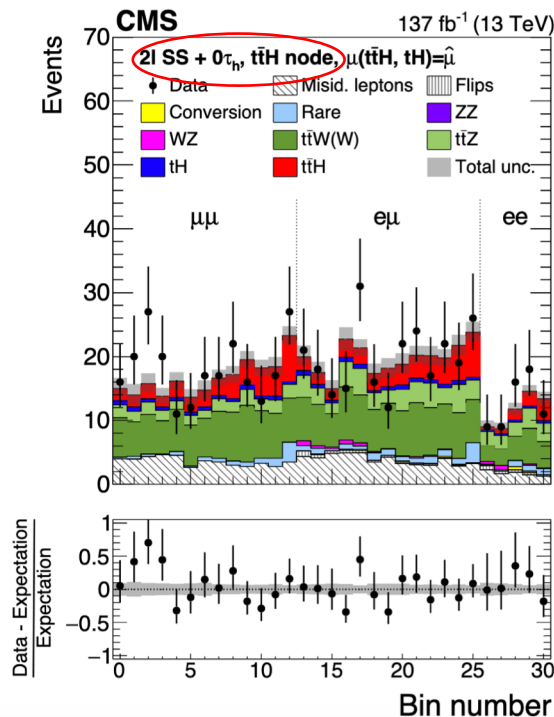 CMS 137 fb⁻¹ (13 TeV)
2l SS + 0τₕ, tt̄H node, μ(tt̄H, tH)=μ̂
Data Misid. leptons Flips
Conversion Rare ZZ
WZ tt̄W(W) tt̄Z
tH tt̄H Total unc.
μμ eμ ee
Events
70
60
50
40
30
20
10
0
Data - Expectation
Expectation
1
0.5
0
−0.5
−1
0 5 10 15 20 25 30
Bin number